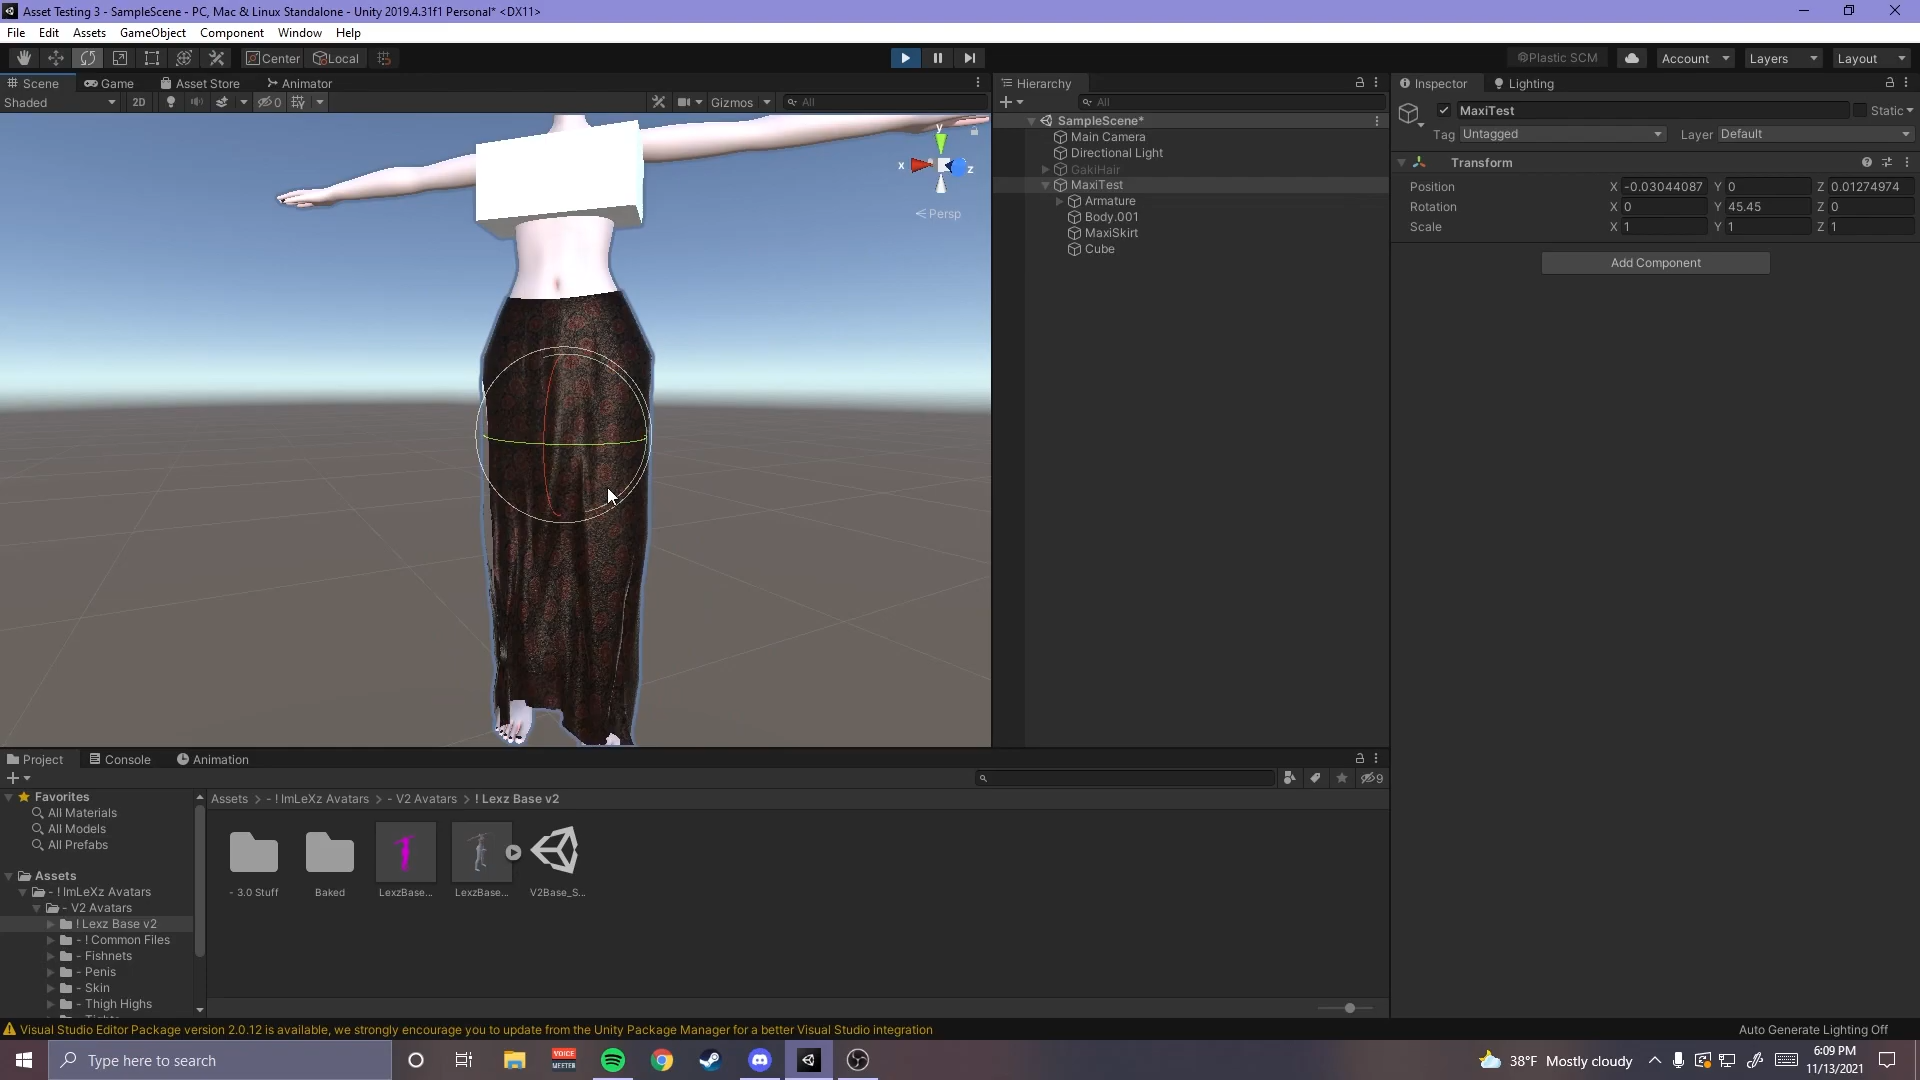 Asset Testing 3 - SampleScene - PC, Mac & Linux Standalone - Unity 2019.4.31f1 Personal* <DX11>
File Edit Assets GameObject Component Window Help
Center Local Plastic SCM Account Layers Layout
Scene Game Asset Store Animator
Shaded 2D 0 Gizmos All
y
x
z
Persp
Hierarchy
All
SampleScene*
Main Camera
Directional Light
GakiHair
MaxiTest
Armature
Body.001
MaxiSkirt
Cube
Inspector Lighting
MaxiTest Static
Tag Untagged Layer Default
Transform
Position X -0.03044087 Y 0 Z 0.01274974
Rotation X 0 Y 45.45 Z 0
Scale X 1 Y 1 Z 1
Add Component
Project Console Animation
9
Favorites
All Materials
All Models
All Prefabs
Assets
- ! ImLeXz Avatars
- V2 Avatars
! Lexz Base v2
- ! Common Files
- Fishnets
- Penis
- Skin
- Thigh Highs
Assets > - ! ImLeXz Avatars > - V2 Avatars > ! Lexz Base v2
- 3.0 Stuff Baked LexzBase... LexzBase... V2Base_S...
Visual Studio Editor Package version 2.0.12 is available, we strongly encourage you to update from the Unity Package Manager for a better Visual Studio integration
Auto Generate Lighting Off
Type here to search
VOICE
MEETER
38°F Mostly cloudy
6:09 PM
11/13/2021